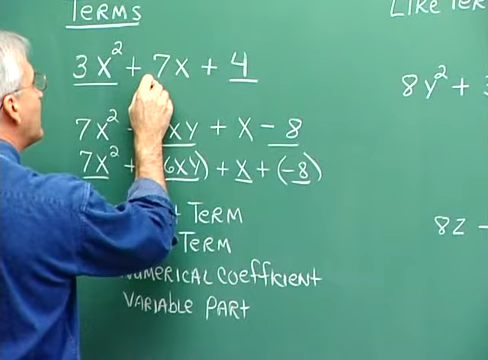 TERMS
3x² + 7x + 4
7x² - xy + x - 8
7x² + (6xy) + x + (-8)
TERM
TERM
NUMERICAL COEFFICIENT
VARIABLE PART
LIKE TERM
8y² + 3
8z -